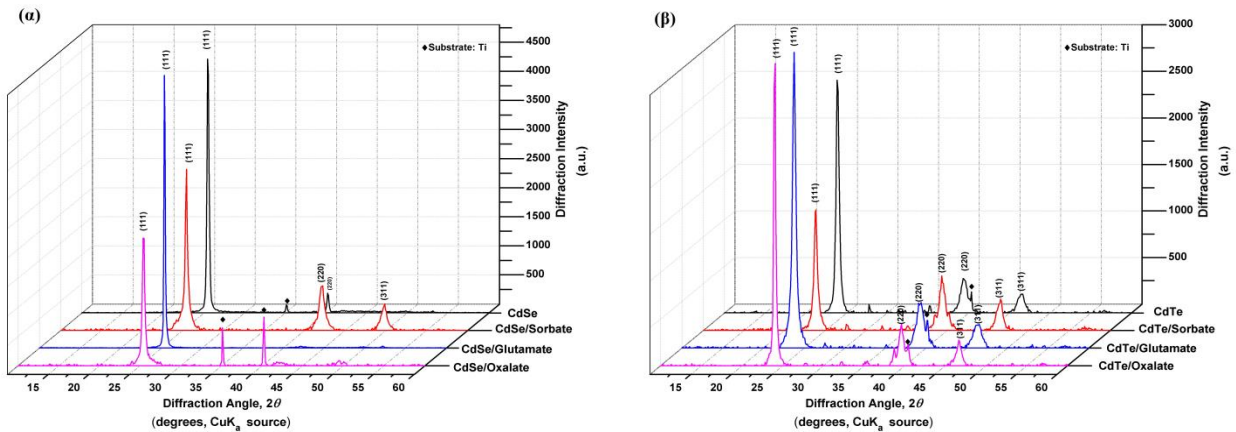 (α)
(111)
(111)
(111)
(111)
(220)
(220)
(311)
♦Substrate: Ti
4500
4000
3500
3000
2500
2000
1500
1000
500
Diffraction Intensity
(a.u.)
CdSe
CdSe/Sorbate
CdSe/Glutamate
CdSe/Oxalate
15 20 25 30 35 40 45 50 55 60
Diffraction Angle, 2θ
(degrees, CuKa source)
(β)
(111)
(111)
(111)
(111)
(220)
(220)
(220)
(220)
(311)
(311)
(311)
(311)
♦Substrate: Ti
3000
2500
2000
1500
1000
500
Diffraction Intensity
(a.u.)
CdTe
CdTe/Sorbate
CdTe/Glutamate
CdTe/Oxalate
15 20 25 30 35 40 45 50 55 60
Diffraction Angle, 2θ
(degrees, CuKa source)